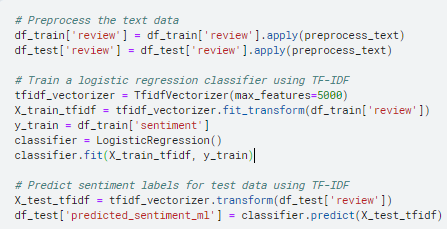 # Preprocess the text data
df_train['review'] = df_train['review'].apply(preprocess_text)
df_test['review'] = df_test['review'].apply(preprocess_text)
# Train a logistic regression classifier using TF-IDF
tfidf_vectorizer = TfidfVectorizer(max_features=5000)
X_train_tfidf = tfidf_vectorizer.fit_transform(df_train['review'])
y_train = df_train['sentiment']
classifier = LogisticRegression()
classifier.fit(X_train_tfidf, y_train)
# Predict sentiment labels for test data using TF-IDF
X_test_tfidf = tfidf_vectorizer.transform(df_test['review'])
df_test['predicted_sentiment_ml'] = classifier.predict(X_test_tfidf)